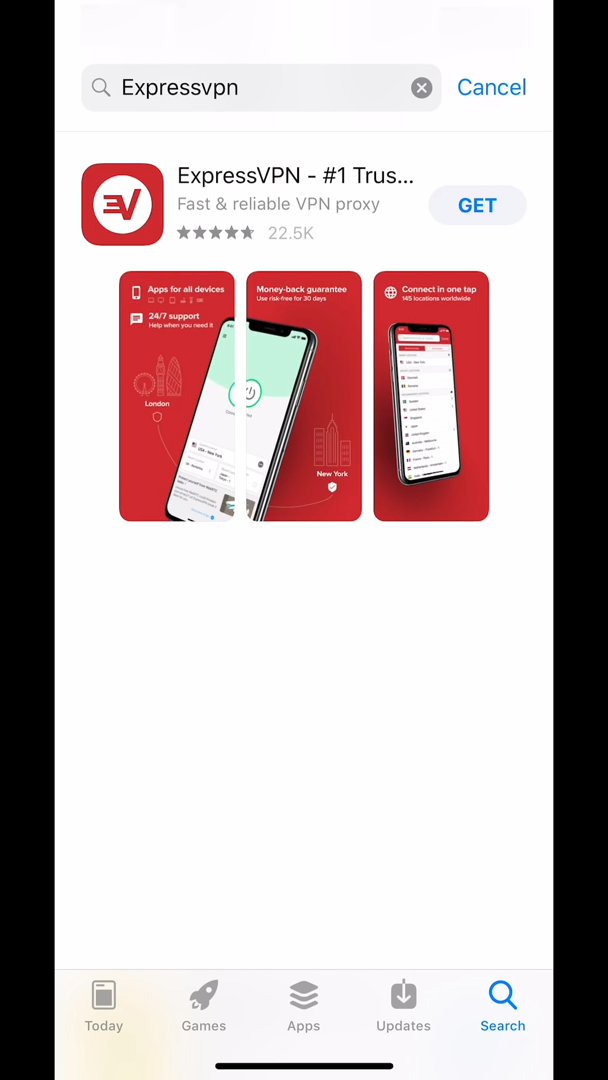 Expressvpn
Cancel
ExpressVPN - #1 Trus...
Fast & reliable VPN proxy
22.5K
GET
Apps for all devices
24/7 support
Help when you need it
London
Money-back guarantee
Use risk-free for 30 days
New York
Connect in one tap
145 locations worldwide
Today
Games
Apps
Updates
Search